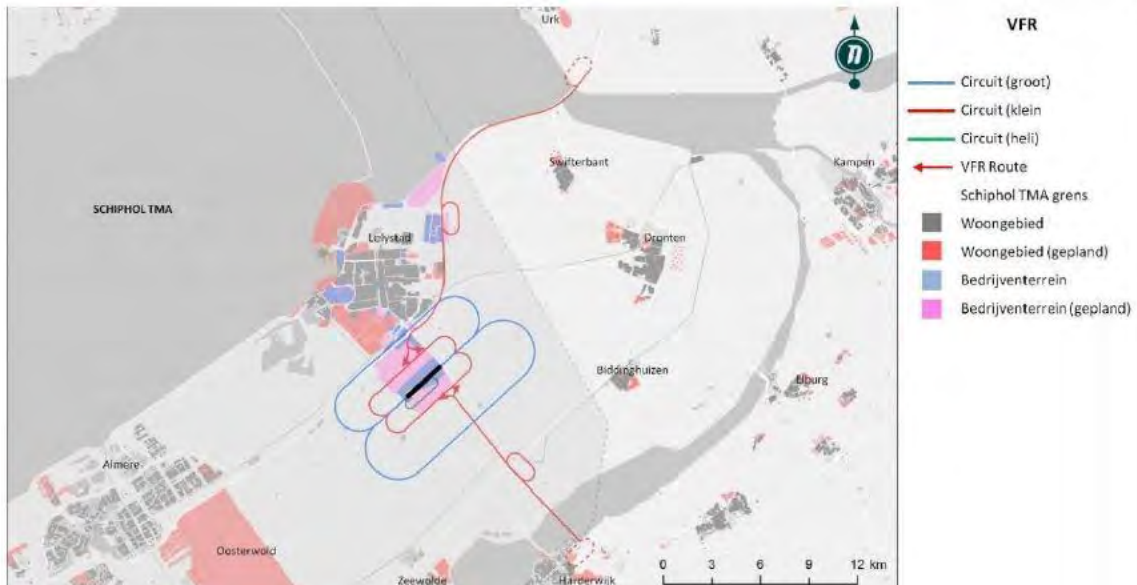 Urk
VFR
Circuit (groot)
Circuit (klein
Circuit (heli)
VFR Route
Schiphol TMA grens
Woongebied
Woongebied (gepland)
Bedrijventerrein
Bedrijventerrein (gepland)
Swifterbant
Kampen
SCHIPHOL TMA
Lelystad
Dronten
Biddinghuizen
Elburg
Almere
Oosterwold
Zeewolde
Harderwijk
0 3 6 9 12 km